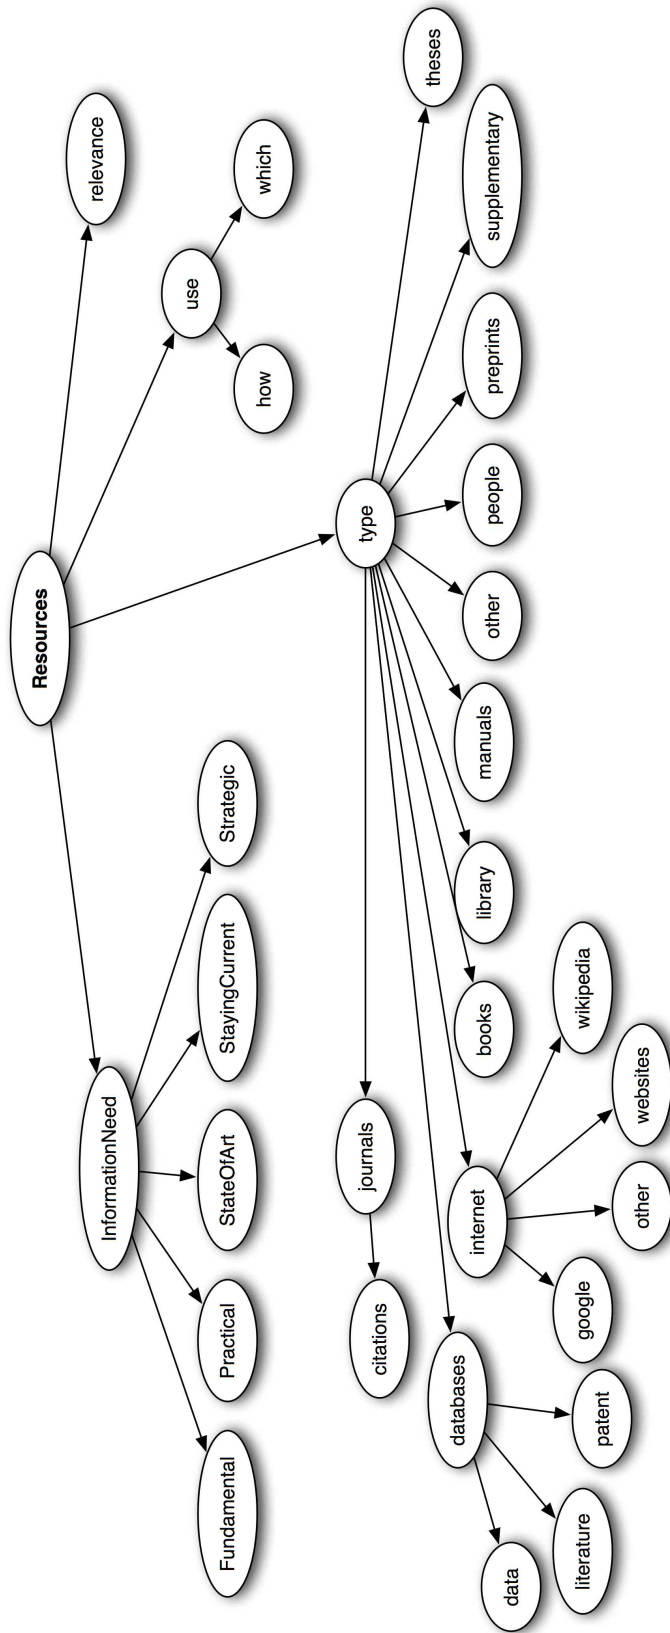 Resources
InformationNeed
relevance
use
Fundamental
Practical
StateOfArt
StayingCurrent
Strategic
how
which
type
journals
citations
databases
internet
books
library
manuals
other
people
preprints
supplementary
theses
data
literature
patent
google
other
websites
wikipedia